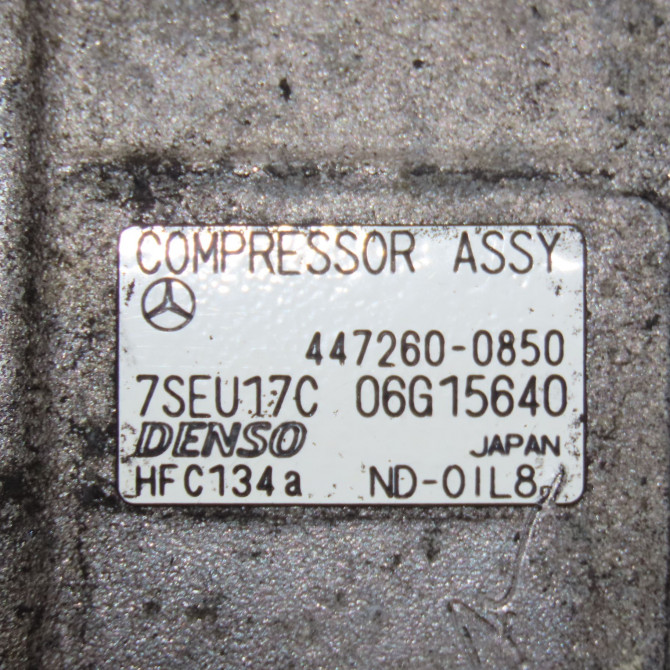 COMPRESSOR ASSY
447260-0850
7SEU17C 06G15640
DENSO JAPAN
HFC134a ND-OIL8